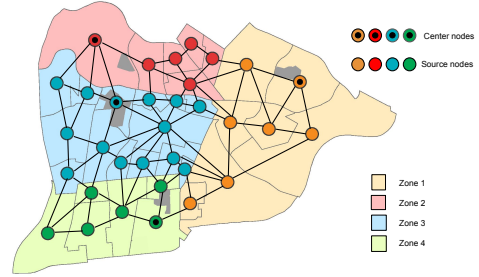 Center nodes
Source nodes
Zone 1
Zone 2
Zone 3
Zone 4